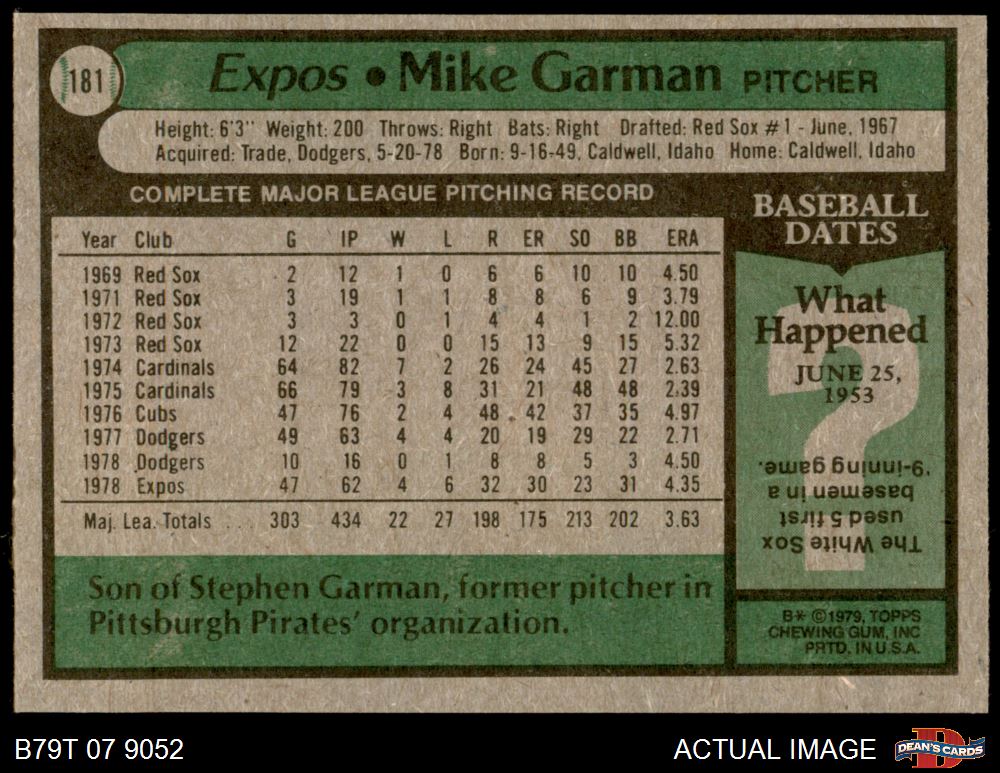 181
Expos • Mike Garman PITCHER
Height: 6'3" Weight: 200 Throws: Right Bats: Right Drafted: Red Sox #1 - June, 1967
Acquired: Trade, Dodgers, 5-20-78 Born: 9-16-49, Caldwell, Idaho Home: Caldwell, Idaho
COMPLETE MAJOR LEAGUE PITCHING RECORD
Year Club G IP W L R ER SO BB ERA
1969 Red Sox 2 12 1 0 6 6 10 10 4.50
1971 Red Sox 3 19 1 1 8 8 6 9 3.79
1972 Red Sox 3 3 0 1 4 4 1 2 12.00
1973 Red Sox 12 22 0 0 15 13 9 15 5.32
1974 Cardinals 64 82 7 2 26 24 45 27 2.63
1975 Cardinals 66 79 3 8 31 21 48 48 2.39
1976 Cubs 47 76 2 4 48 42 37 35 4.97
1977 Dodgers 49 63 4 4 20 19 29 22 2.71
1978 Dodgers 10 16 0 1 8 8 5 3 4.50
1978 Expos 47 62 4 6 32 30 23 31 4.35
Maj. Lea. Totals . . . 303 434 22 27 198 175 213 202 3.63
Son of Stephen Garman, former pitcher in
Pittsburgh Pirates' organization.
BASEBALL
DATES
What
Happened
JUNE 25,
1953
?
The White Sox
used 5 first
basemen in a
9-inning game.
B* ©1979, TOPPS
CHEWING GUM, INC
PRTD. IN U.S.A.
B79T 07 9052
ACTUAL IMAGE
D
DEAN'S CARDS